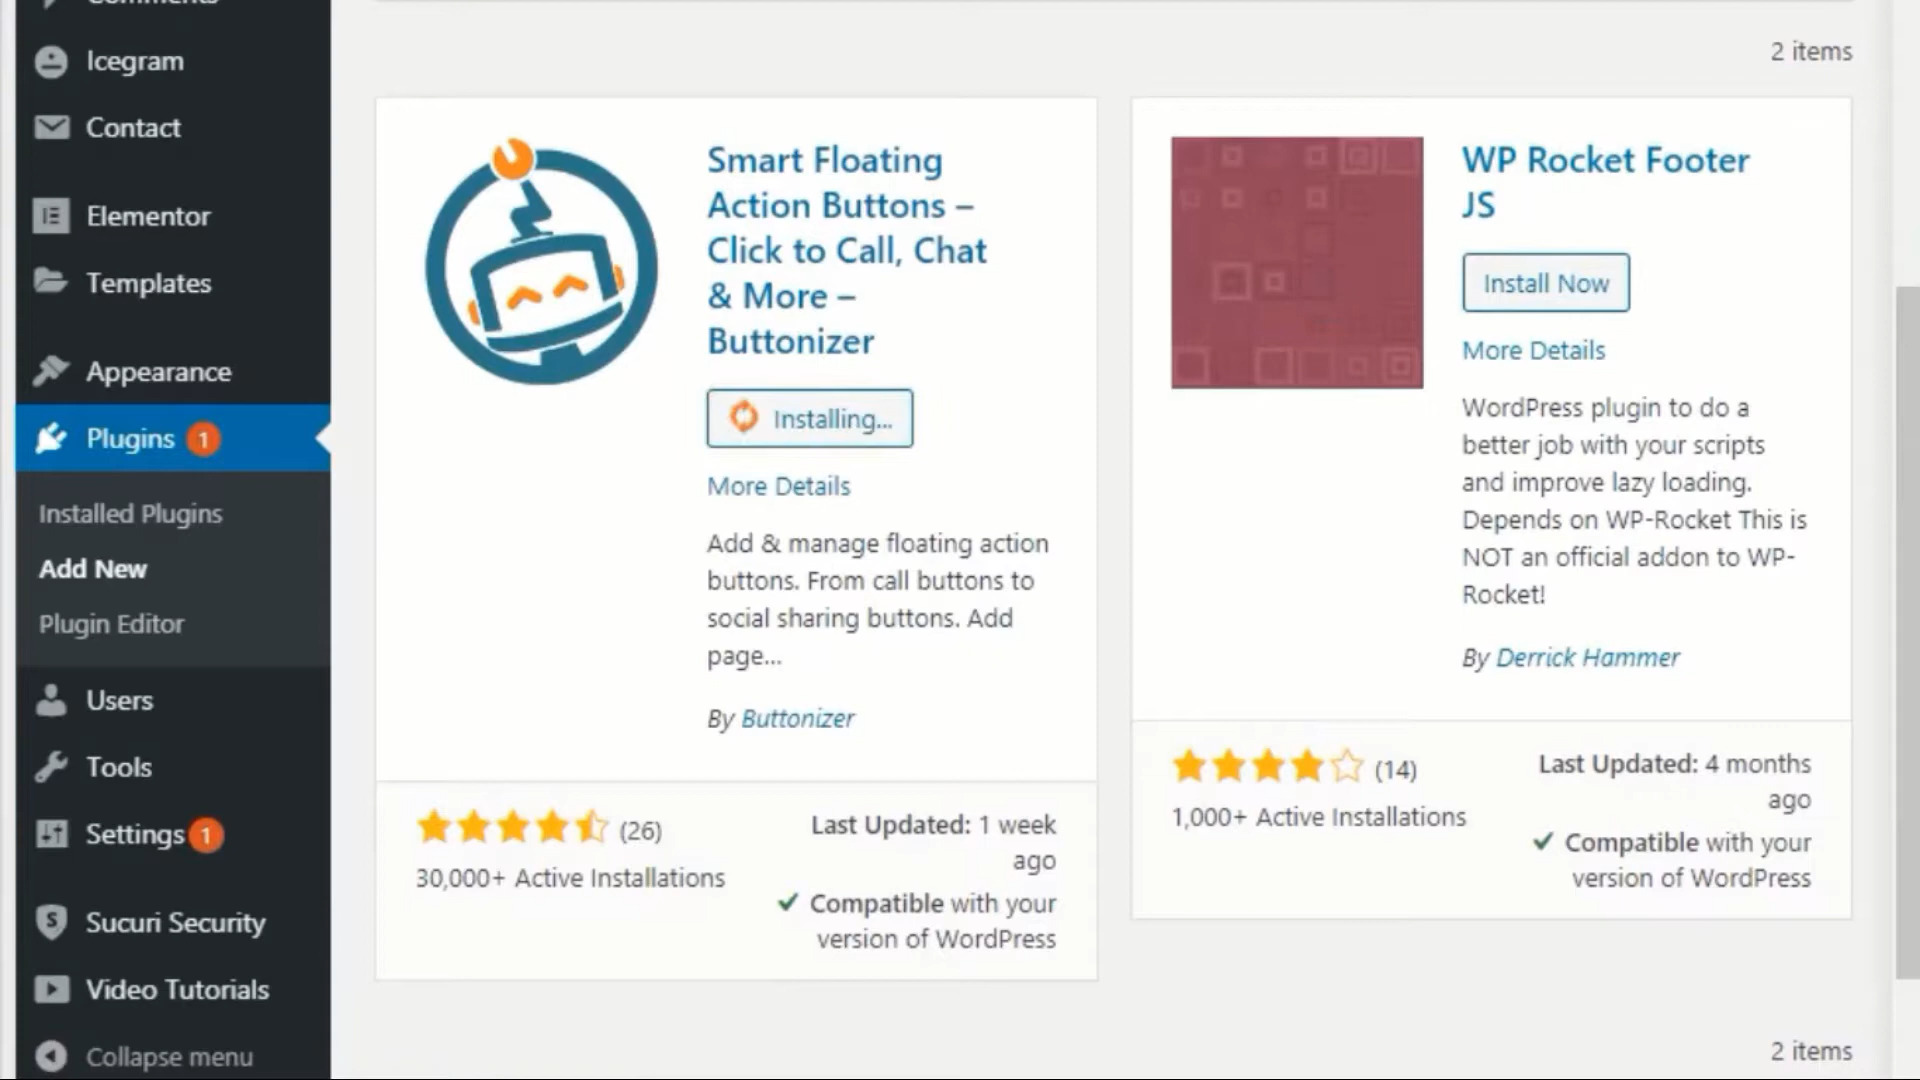 Comments
Icegram
Contact
Elementor
Templates
Appearance
Plugins 1
Installed Plugins
Add New
Plugin Editor
Users
Tools
Settings 1
Sucuri Security
Video Tutorials
Collapse menu
2 items
Smart Floating
Action Buttons –
Click to Call, Chat
& More –
Buttonizer
Installing...
More Details
Add & manage floating action
buttons. From call buttons to
social sharing buttons. Add
page...
By Buttonizer
(26)
30,000+ Active Installations
Last Updated: 1 week
ago
✔ Compatible with your
version of WordPress
WP Rocket Footer
JS
Install Now
More Details
WordPress plugin to do a
better job with your scripts
and improve lazy loading.
Depends on WP-Rocket This is
NOT an official addon to WP-
Rocket!
By Derrick Hammer
(14)
1,000+ Active Installations
Last Updated: 4 months
ago
✔ Compatible with your
version of WordPress
2 items